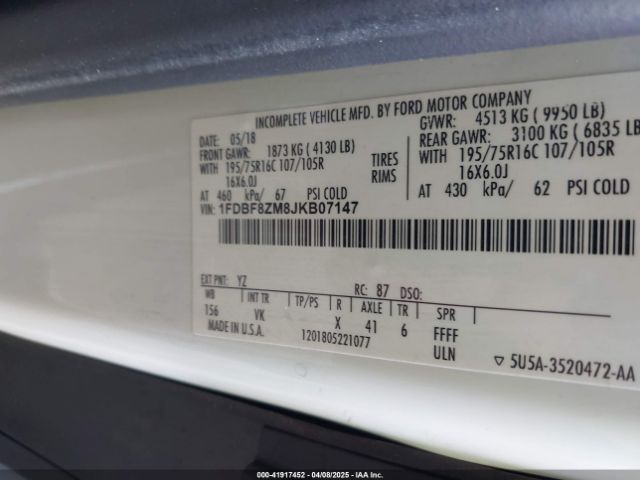 INCOMPLETE VEHICLE MFD. BY FORD MOTOR COMPANY
DATE: 05/18 GVWR: 4513 KG ( 9950 LB)
FRONT GAWR: 1873 KG ( 4130 LB) REAR GAWR: 3100 KG ( 6835 LB
WITH 195/75R16C 107/105R TIRES WITH 195/75R16C 107/105R
16X6.0J RIMS 16X6.0J
AT 460 kPa/ 67 PSI COLD AT 430 kPa/ 62 PSI COLD
VIN: 1FDBF8ZM8JKB07147
EXT PNT: YZ RC: 87 DSO:
WB INT TR TP/PS R AXLE TR SPR
156 VK X 41 6 FFFF
MADE IN U.S.A. 1201805221077 ULN
▽ 5U5A-3520472-AA
000-41917452 - 04/08/2025 - IAAI.COM